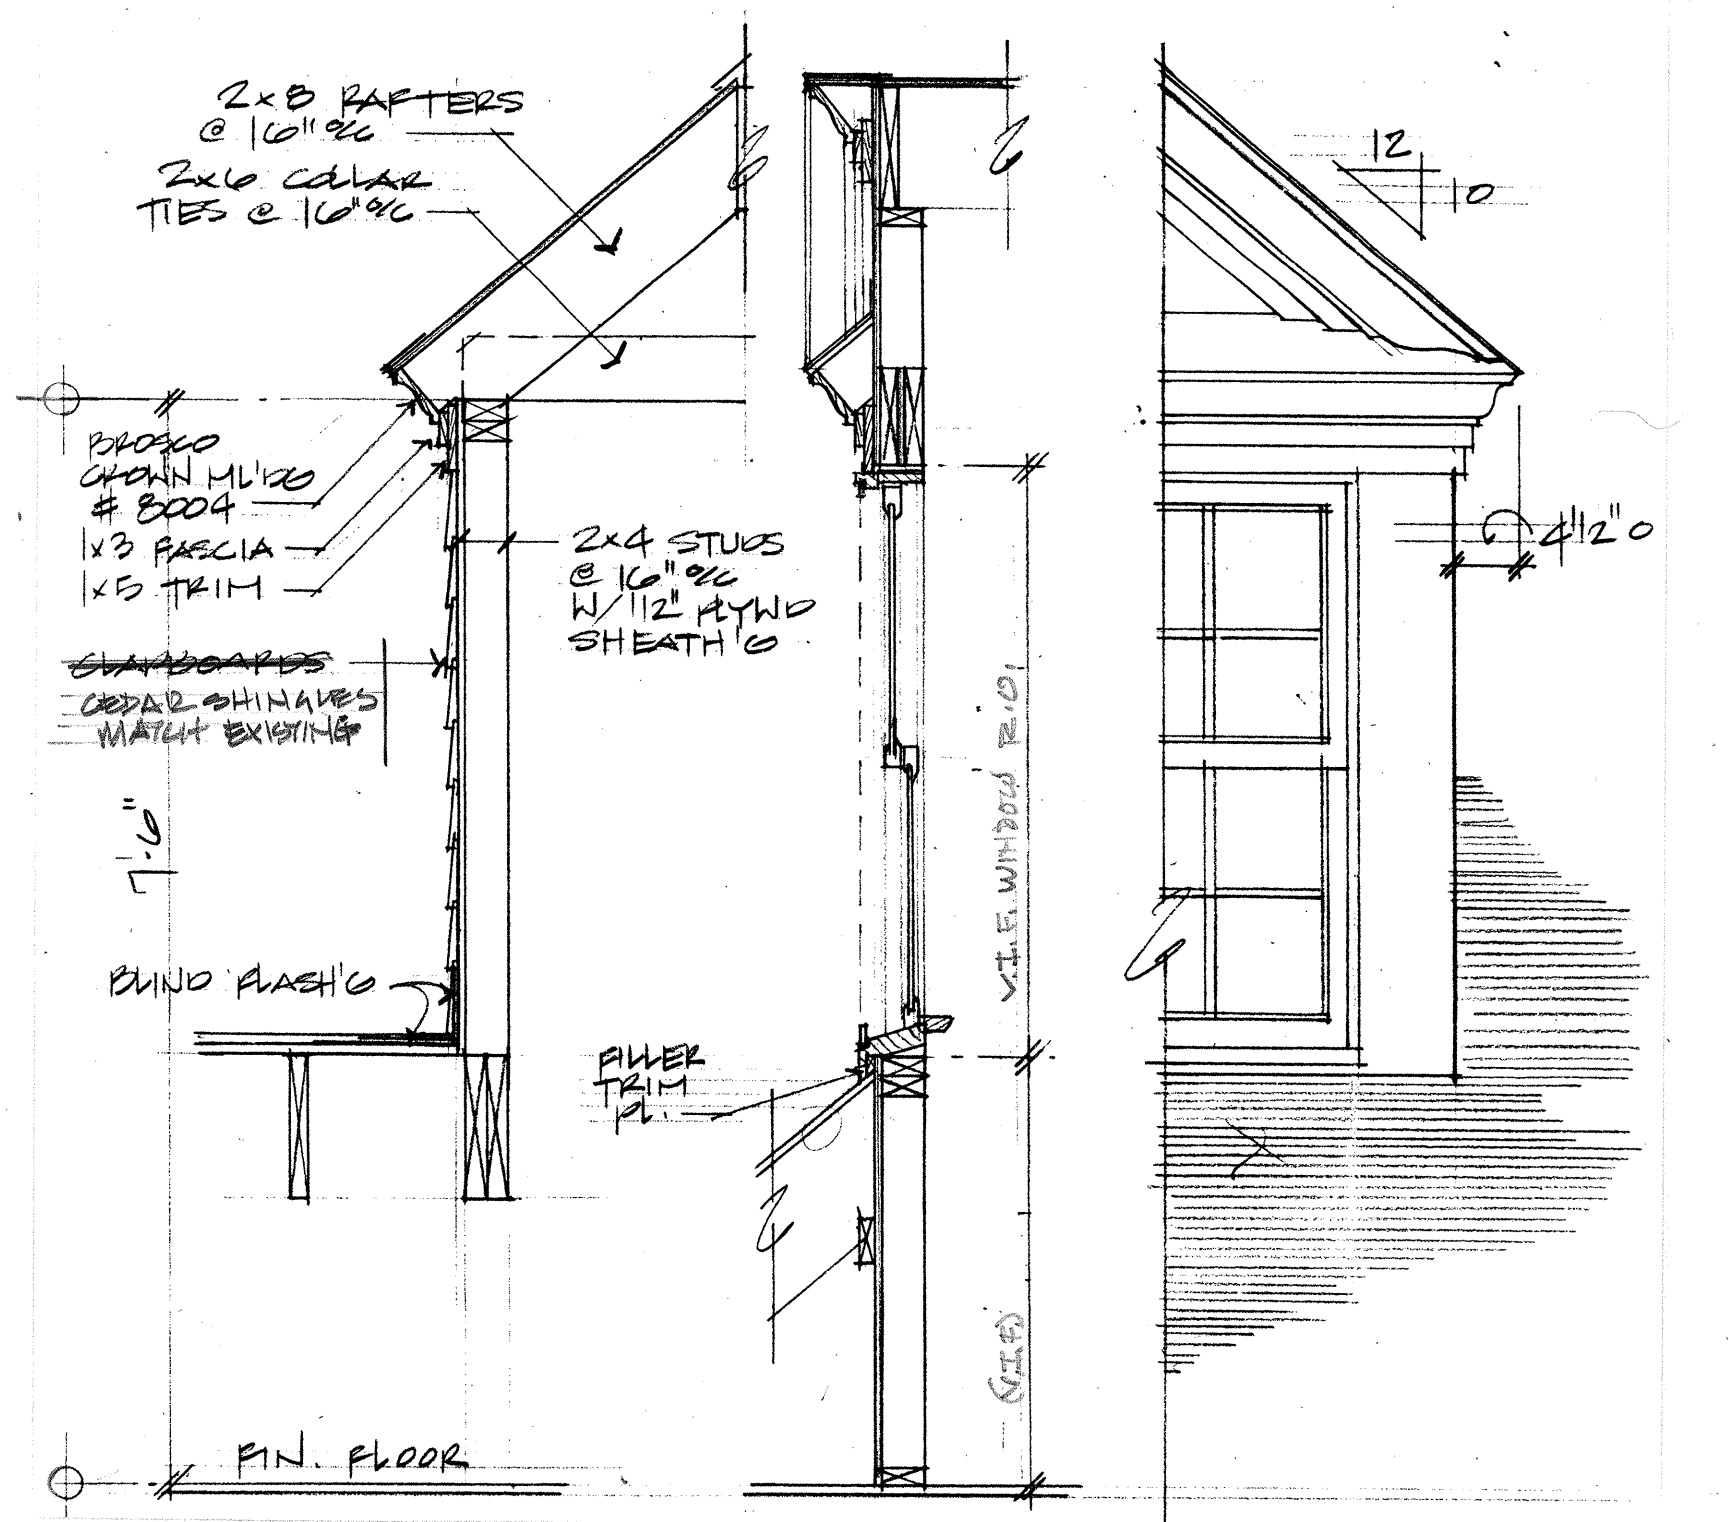 2x8 RAFTERS
@ 16" o/c
2x6 COLLAR
TIES @ 16" o/c
BROSCO
CROWN ML'DG
# 8004
1x3 FASCIA
1x5 TRIM
CLAPBOARDS
CEDAR SHINGLES
MATCH EXISTING
7'-6"
BLIND FLASH'G
FIN. FLOOR
2x4 STUDS
@ 16" o/c
W/ 1/2" PLYWD
SHEATH'G
FILLER
TRIM
PL.
V.I.F. WINDOW R.O.
(V.I.F.)
12
10
4 1/2"